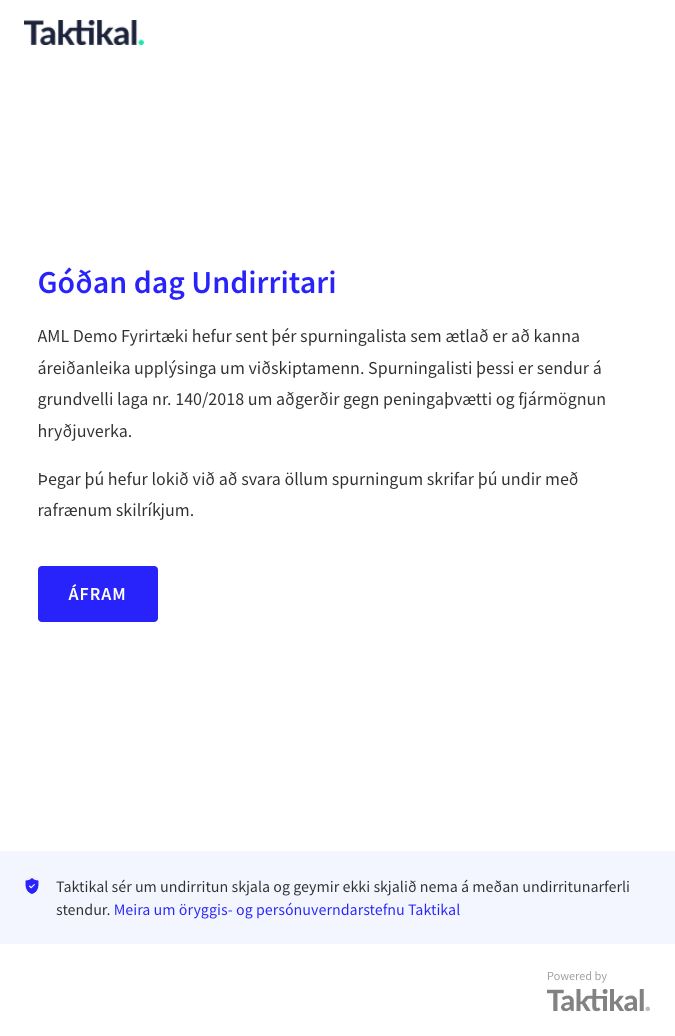 Taktikal.
Góðan dag Undirritari
AML Demo Fyrirtæki hefur sent þér spurningalista sem ætlað er að kanna
áreiðanleika upplýsinga um viðskiptamenn. Spurningalisti þessi er sendur á
grundvelli laga nr. 140/2018 um aðgerðir gegn peningaþvætti og fjármögnun
hryðjuverka.
Þegar þú hefur lokið við að svara öllum spurningum skrifar þú undir með
rafrænum skilríkjum.
ÁFRAM
Taktikal sér um undirritun skjala og geymir ekki skjalið nema á meðan undirritunarferli
stendur. Meira um öryggis- og persónuverndarstefnu Taktikal
Powered by
Taktikal.